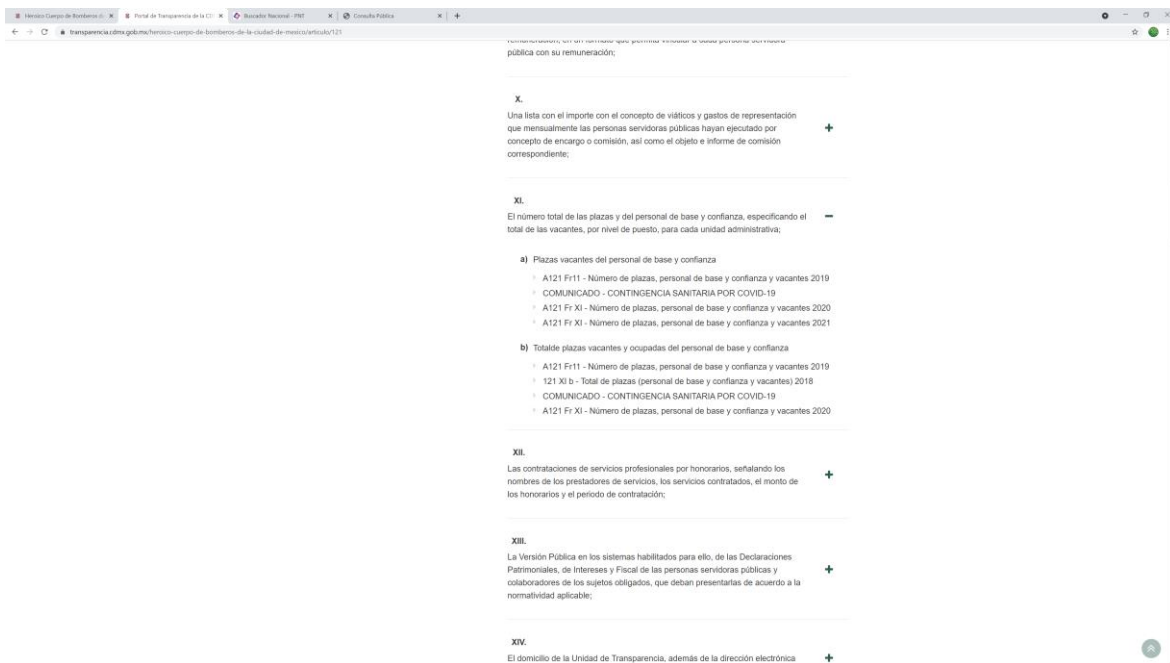 Heroico Cuerpo de Bomberos d
Portal de Transparencia de la CD
Buscador Nacional - PNT
Consulta Pública
transparencia.cdmx.gob.mx/heroico-cuerpo-de-bomberos-de-la-ciudad-de-mexico/articulo/121
remuneración, en un formato que permita vincular a cada persona servidora
pública con su remuneración;
X.
Una lista con el importe con el concepto de viáticos y gastos de representación
que mensualmente las personas servidoras públicas hayan ejecutado por
concepto de encargo o comisión, así como el objeto e informe de comisión
correspondiente;
XI.
El número total de las plazas y del personal de base y confianza, especificando el
total de las vacantes, por nivel de puesto, para cada unidad administrativa;
a) Plazas vacantes del personal de base y confianza
A121 Fr11 - Número de plazas, personal de base y confianza y vacantes 2019
COMUNICADO - CONTINGENCIA SANITARIA POR COVID-19
A121 Fr XI - Número de plazas, personal de base y confianza y vacantes 2020
A121 Fr XI - Número de plazas, personal de base y confianza y vacantes 2021
b) Totalde plazas vacantes y ocupadas del personal de base y confianza
A121 Fr11 - Número de plazas, personal de base y confianza y vacantes 2019
121 XI b - Total de plazas (personal de base y confianza y vacantes) 2018
COMUNICADO - CONTINGENCIA SANITARIA POR COVID-19
A121 Fr XI - Número de plazas, personal de base y confianza y vacantes 2020
XII.
Las contrataciones de servicios profesionales por honorarios, señalando los
nombres de los prestadores de servicios, los servicios contratados, el monto de
los honorarios y el periodo de contratación;
XIII.
La Versión Pública en los sistemas habilitados para ello, de las Declaraciones
Patrimoniales, de Intereses y Fiscal de las personas servidoras públicas y
colaboradores de los sujetos obligados, que deban presentarlas de acuerdo a la
normatividad aplicable;
XIV.
El domicilio de la Unidad de Transparencia, además de la dirección electrónica